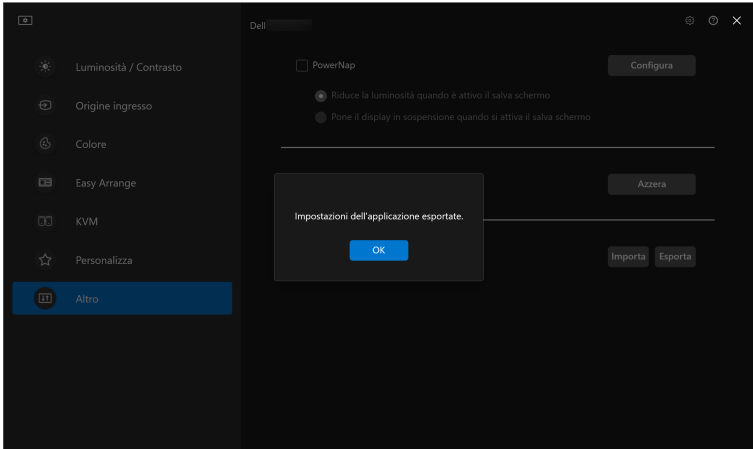 Dell
Luminosità / Contrasto
Origine ingresso
Colore
Easy Arrange
KVM
Personalizza
Altro
PowerNap
Configura
Riduce la luminosità quando è attivo il salva schermo
Pone il display in sospensione quando si attiva il salva schermo
Azzera
Impostazioni dell'applicazione esportate.
OK
Importa
Esporta